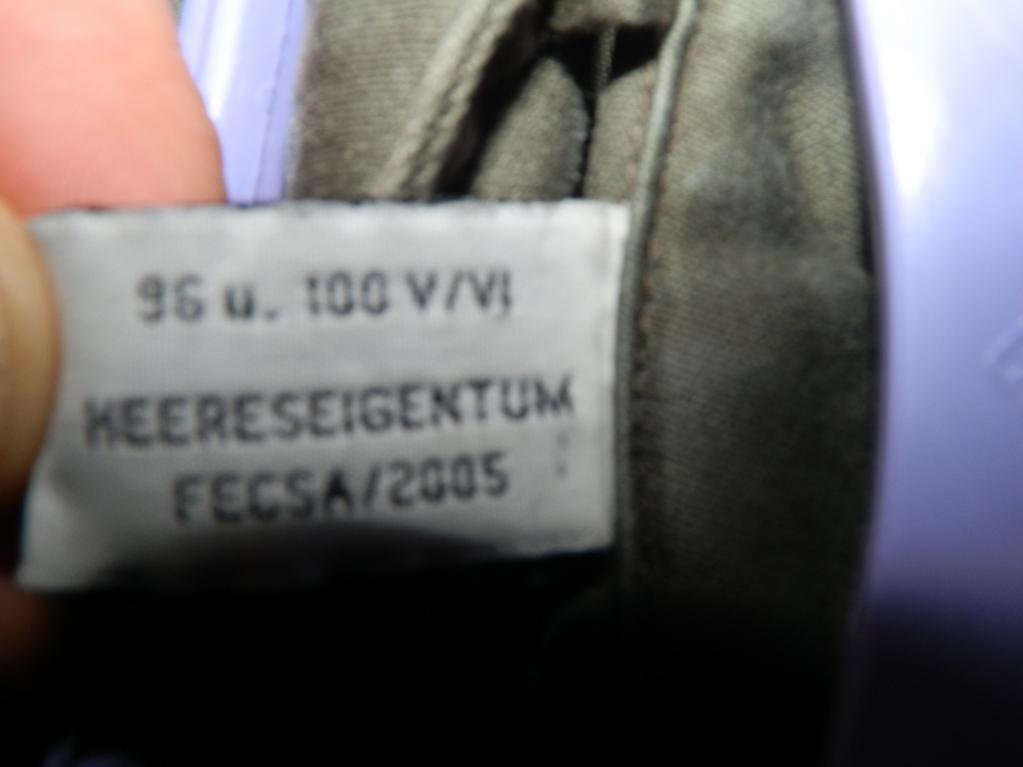 96 u. 100 V/VI
HEERESEIGENTUM
FECSA/2005